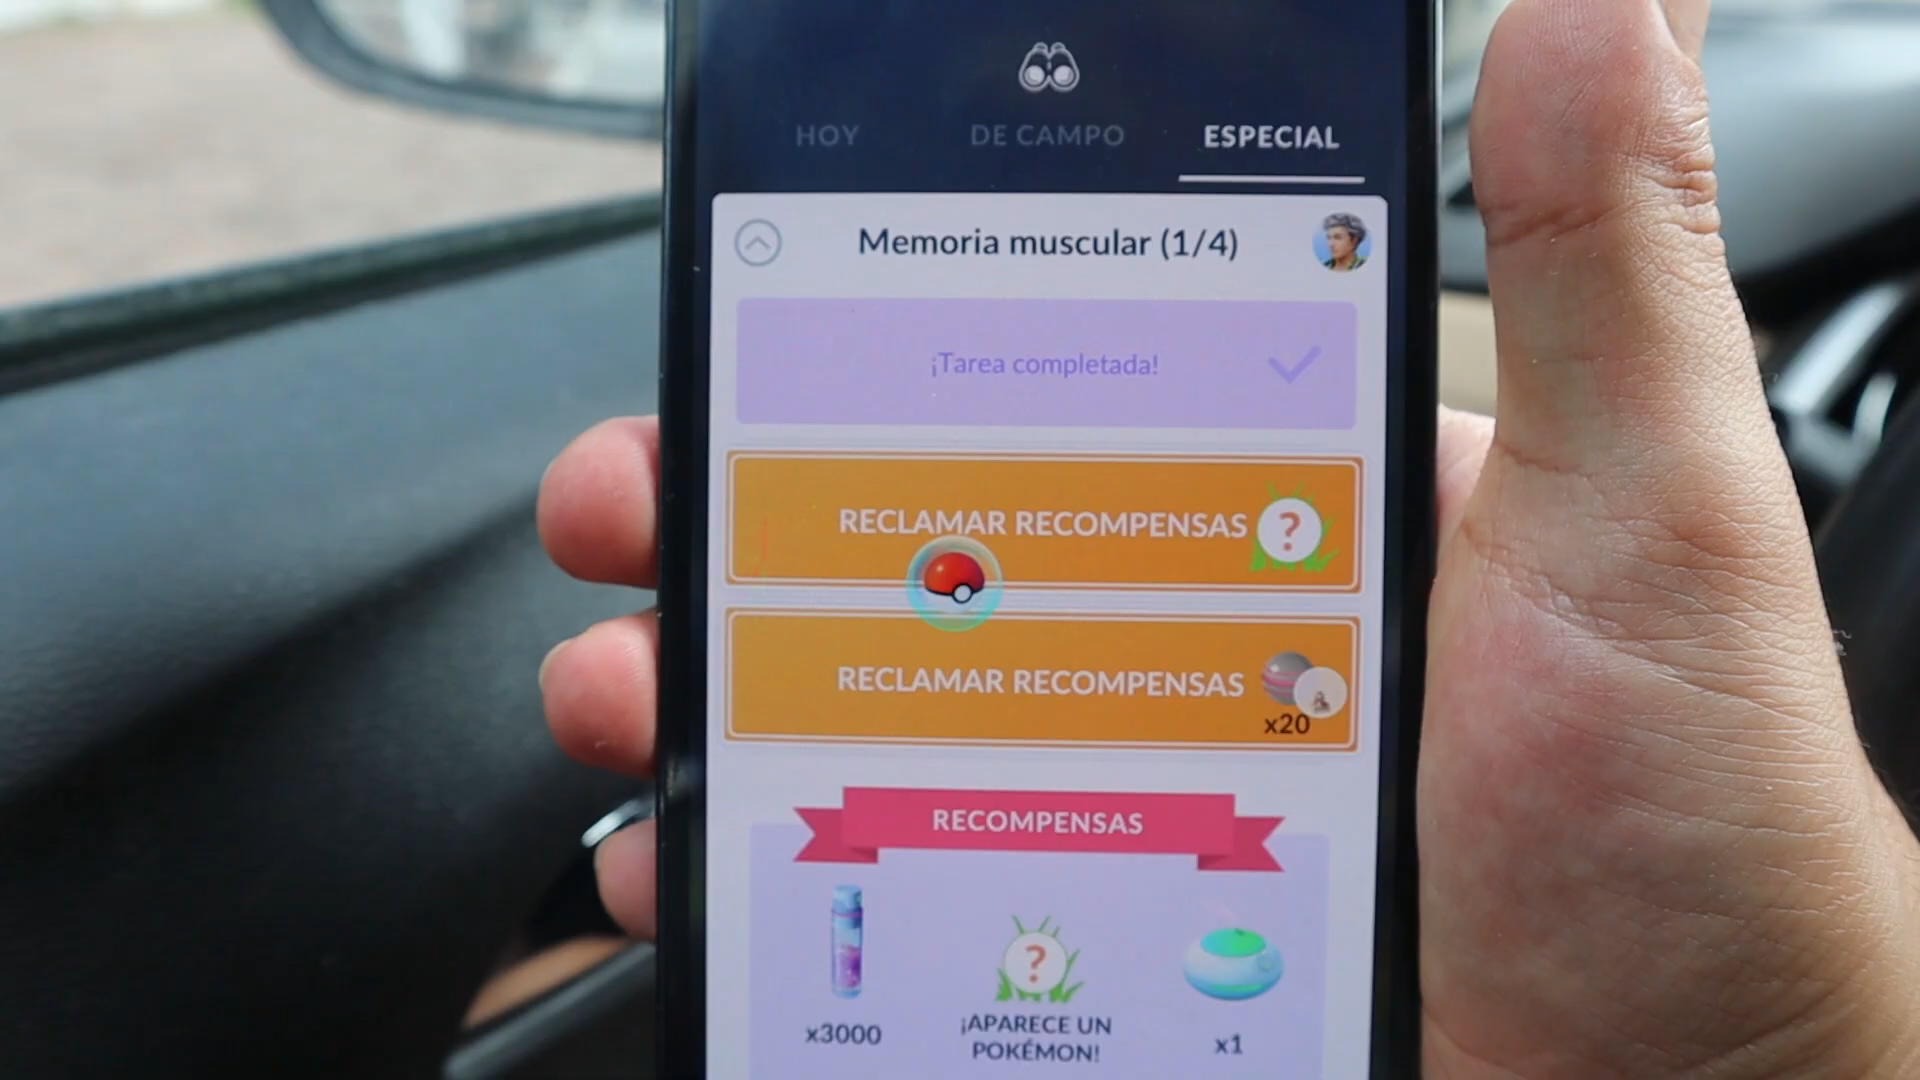 HOY DE CAMPO ESPECIAL
Memoria muscular (1/4)
¡Tarea completada!
RECLAMAR RECOMPENSAS ?
RECLAMAR RECOMPENSAS
x20
RECOMPENSAS
?
x3000
¡APARECE UN
POKÉMON!
x1